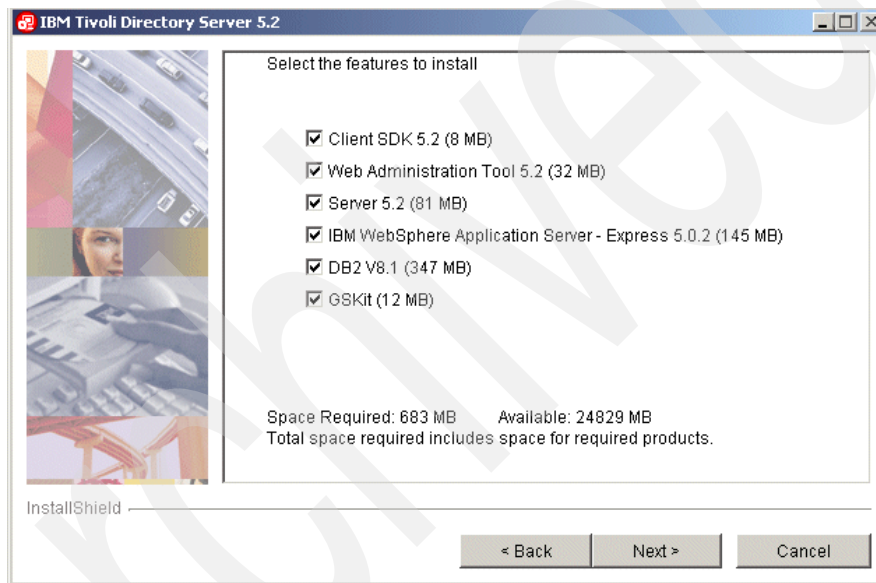 IBM Tivoli Directory Server 5.2
Select the features to install
Client SDK 5.2 (8 MB)
Web Administration Tool 5.2 (32 MB)
Server 5.2 (81 MB)
IBM WebSphere Application Server - Express 5.0.2 (145 MB)
DB2 V8.1 (347 MB)
GSKit (12 MB)
Space Required: 683 MB Available: 24829 MB
Total space required includes space for required products.
InstallShield
< Back Next > Cancel